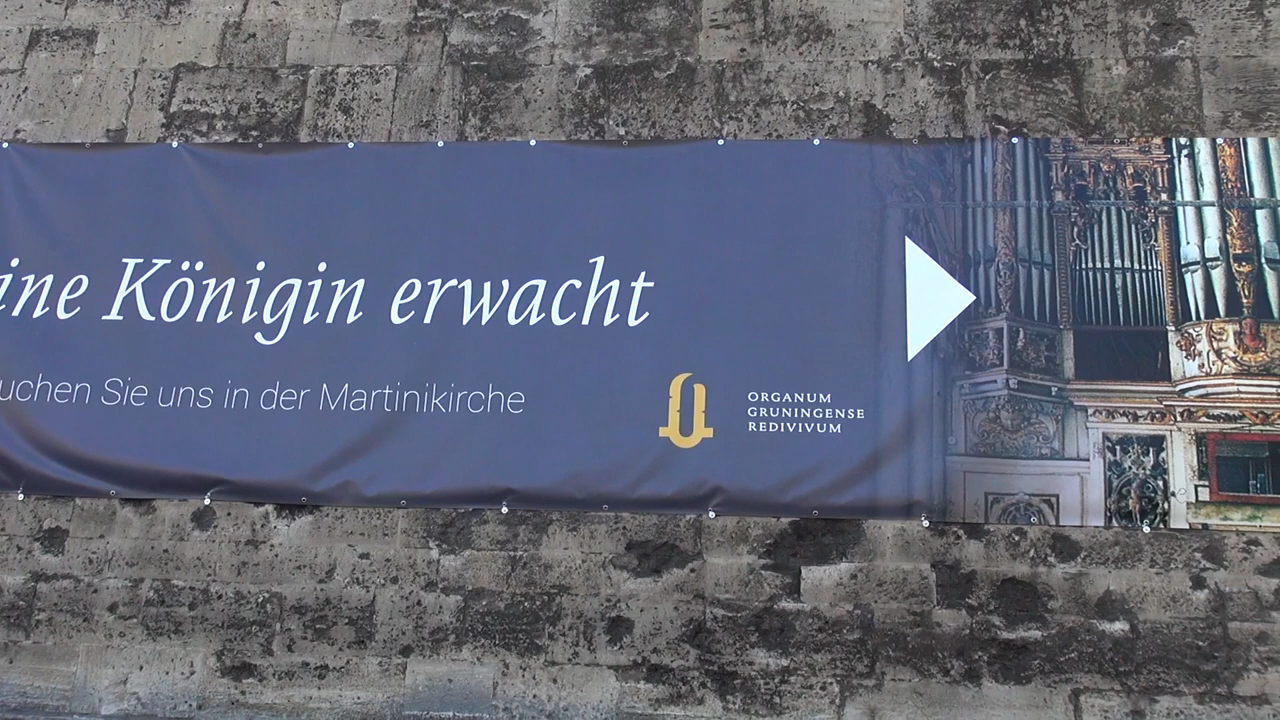 ine Königin erwacht
uchen Sie uns in der Martinikirche
ORGANUM
GRUNINGENSE
REDIVIVUM